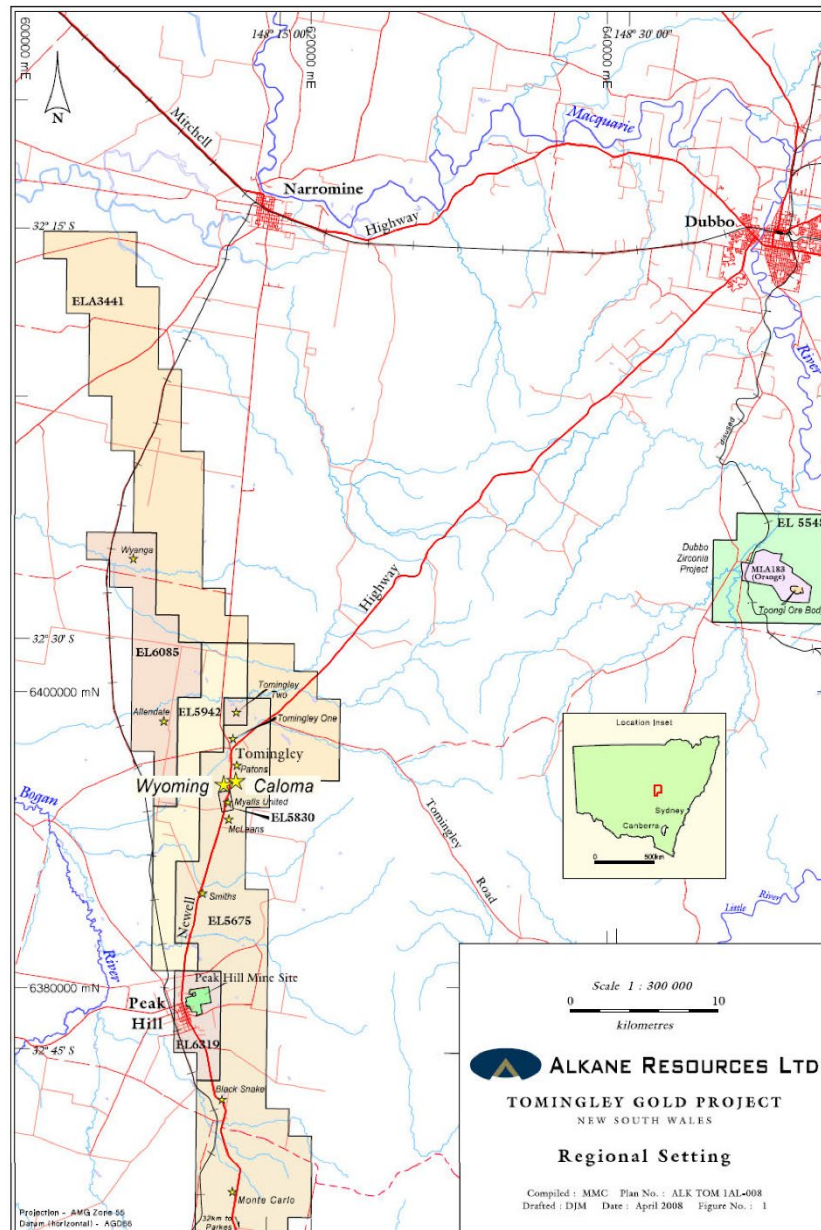 600000 mE
148° 15' 00"
620000 mE
640000 mE
148° 30' 00"
N
Mitchell
Macquarie
Narromine
Highway
Dubbo
32° 15' S
ELA3441
River
disused
EL 5548
Dubbo
Zirconia
Project
MLA183
(Orange)
Toongi Ore Bod
Wyanga
Highway
32° 30' S
EL6085
6400000 mN
Tomingley
Two
Allendale
EL5942
Tomingley One
Location Inset
Tomingley
Patons
Wyoming
Caloma
Sydney
Canberra
0
500km
Bogan
Myalls United
EL5830
McLeans
Tomingley
Road
Smiths
Newell
EL5675
Little
River
River
Peak Hill Mine Site
6380000 mN
Peak
Hill
Scale 1 : 300 000
0
10
kilometres
32° 45' S
EL6319
ALKANE RESOURCES LTD
Black Snake
TOMINGLEY GOLD PROJECT
NEW SOUTH WALES
Regional Setting
Monte Carlo
Compiled : MMC Plan No. : ALK TOM 1AL-008
Drafted : DJM Date : April 2008 Figure No. : 1
Projection - AMG Zone 55
Datum (horizontal) - AGD66
32km to
Parkes